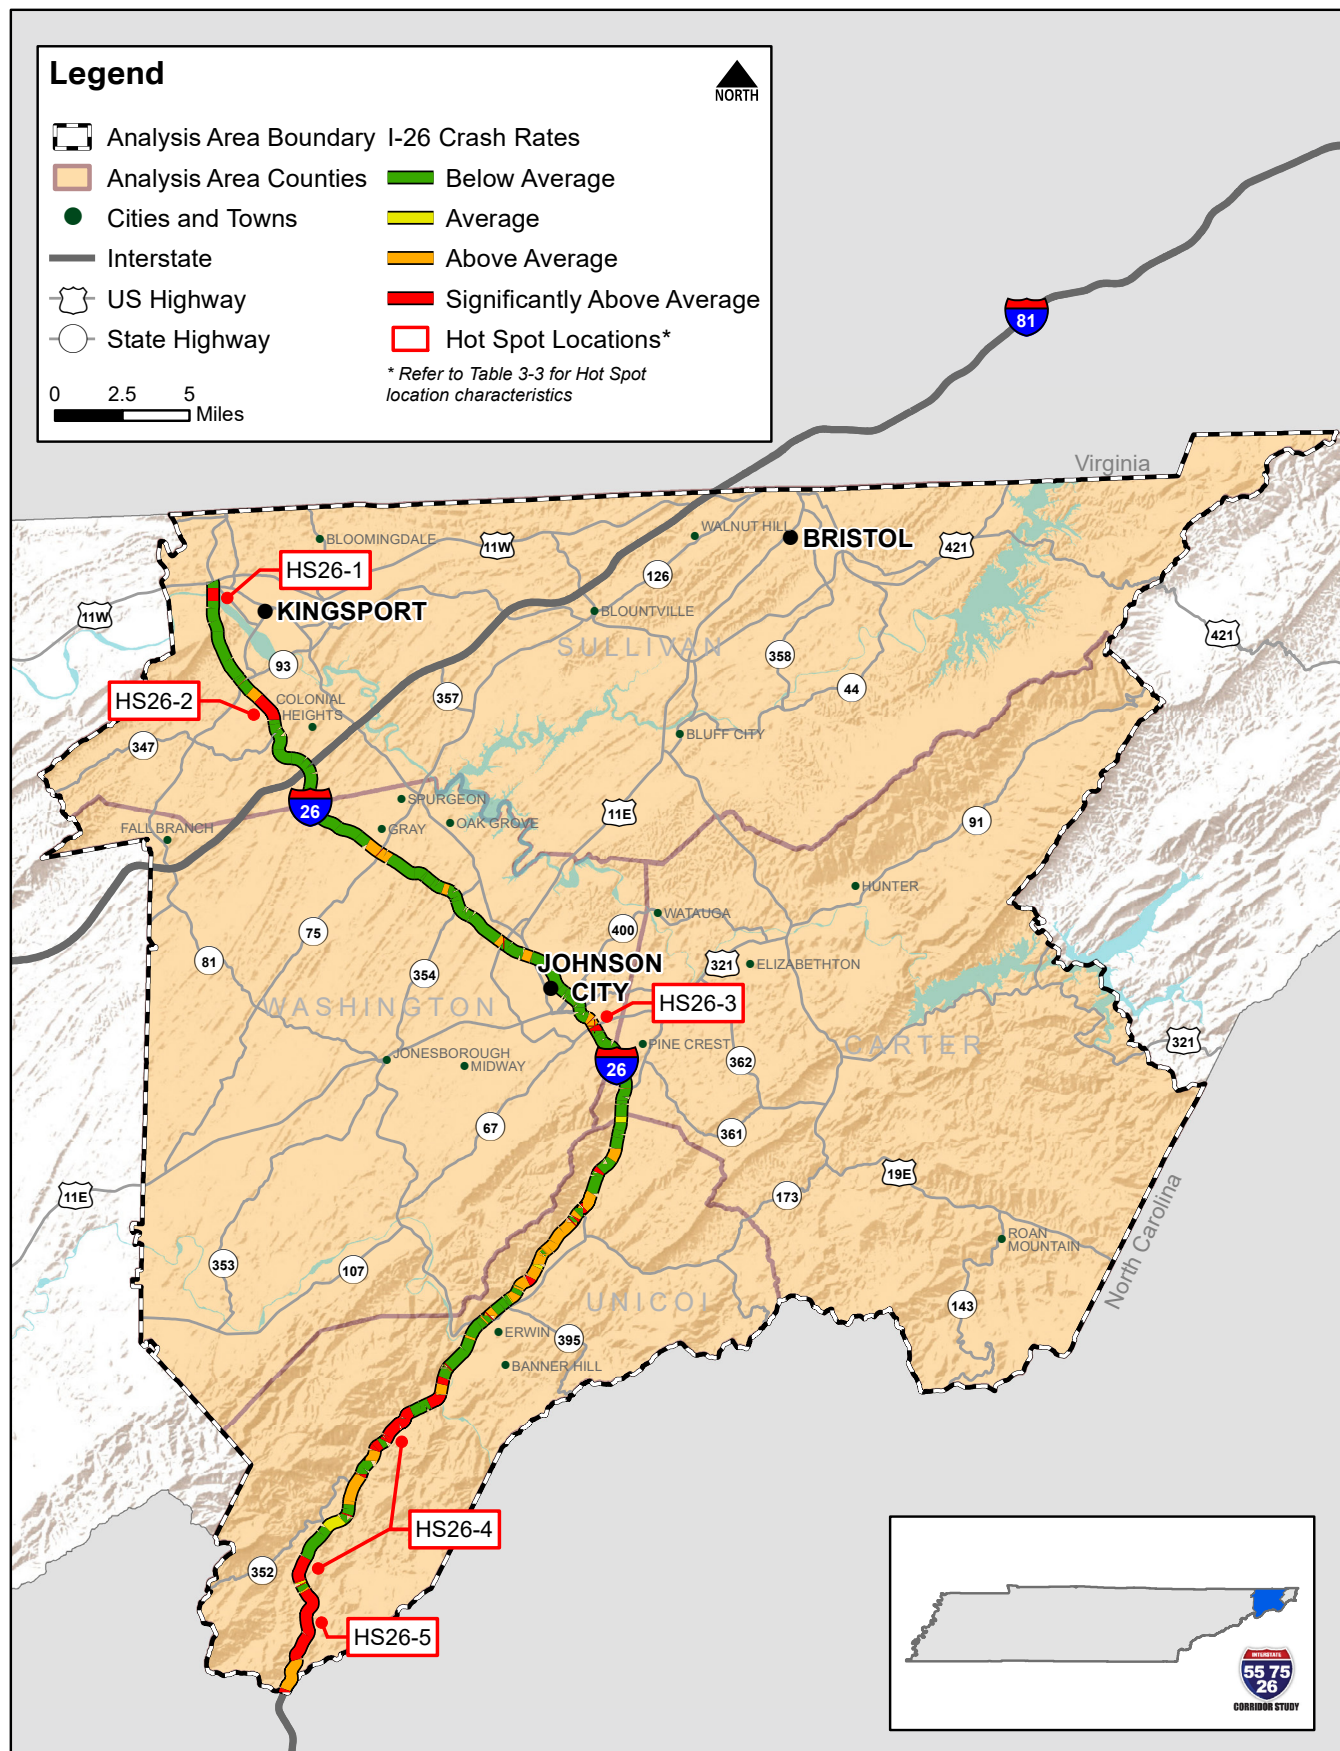 Legend
NORTH
Analysis Area Boundary
Analysis Area Counties
Cities and Towns
Interstate
US Highway
State Highway
0 2.5 5
Miles
I-26 Crash Rates
Below Average
Average
Above Average
Significantly Above Average
Hot Spot Locations*
* Refer to Table 3-3 for Hot Spot
location characteristics
81
Virginia
BLOOMINGDALE
11W
WALNUT HILL
BRISTOL
421
HS26-1
126
KINGSPORT
11W
BLOUNTVILLE
421
SULLIVAN
93
358
357
44
HS26-2
COLONIAL
HEIGHTS
BLUFF CITY
347
26
SPURGEON
11E
91
FALL BRANCH
GRAY
OAK GROVE
HUNTER
WATAUGA
75
400
81
354
JOHNSON
CITY
321
ELIZABETHTON
WASHINGTON
HS26-3
321
PINE CREST
CARTER
JONESBOROUGH
MIDWAY
26
362
67
361
11E
19E
173
North Carolina
ROAN
MOUNTAIN
353
107
UNICOI
143
ERWIN
395
BANNER HILL
HS26-4
352
HS26-5
INTERSTATE
55 75
26
CORRIDOR STUDY